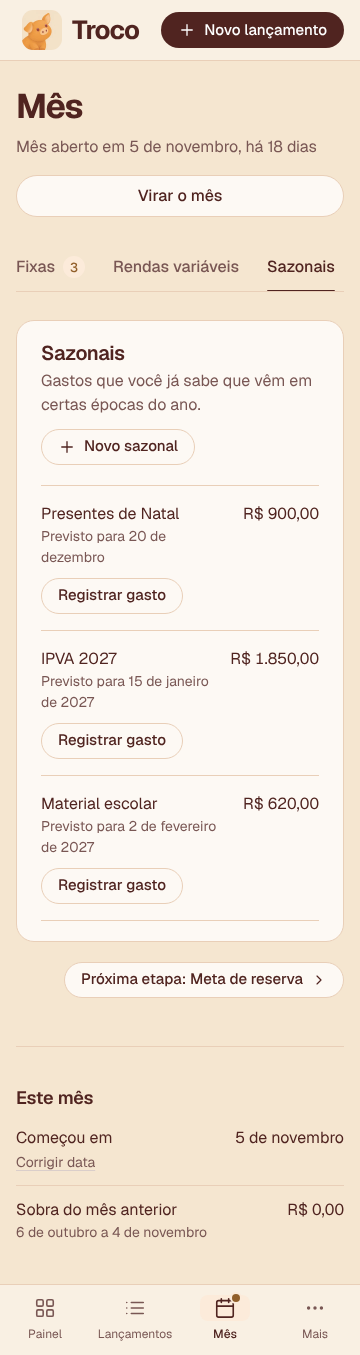 Troco
Novo lançamento
Mês
Mês aberto em 5 de novembro, há 18 dias
Virar o mês
Fixas 3 Rendas variáveis Sazonais
Sazonais
Gastos que você já sabe que vêm em
certas épocas do ano.
Novo sazonal
Presentes de Natal R$ 900,00
Previsto para 20 de
dezembro
Registrar gasto
IPVA 2027 R$ 1.850,00
Previsto para 15 de janeiro
de 2027
Registrar gasto
Material escolar R$ 620,00
Previsto para 2 de fevereiro
de 2027
Registrar gasto
Próxima etapa: Meta de reserva
Este mês
Começou em 5 de novembro
Corrigir data
Sobra do mês anterior R$ 0,00
6 de outubro a 4 de novembro
Painel Lançamentos Mês Mais